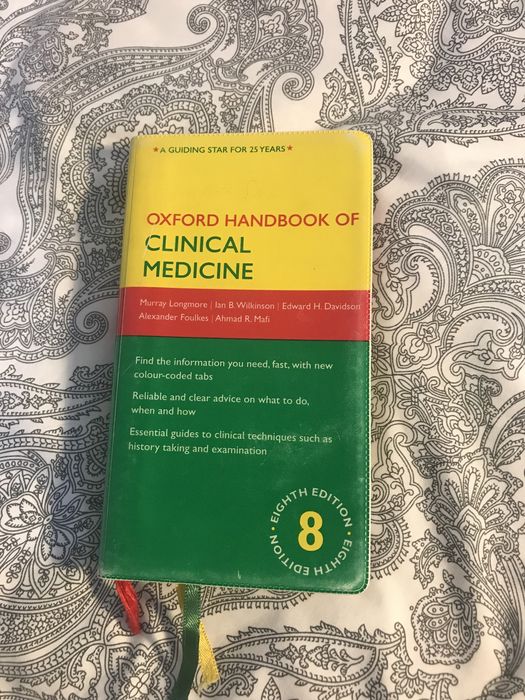 ★A GUIDING STAR FOR 25 YEARS★
OXFORD HANDBOOK OF
CLINICAL
MEDICINE
Murray Longmore | Ian B. Wilkinson | Edward H. Davidson
Alexander Foulkes | Ahmad R. Mafi
Find the information you need, fast, with new
colour-coded tabs
Reliable and clear advice on what to do,
when and how
Essential guides to clinical techniques such as
history taking and examination
EIGHTH EDITION • EIGHTH EDITION •
8